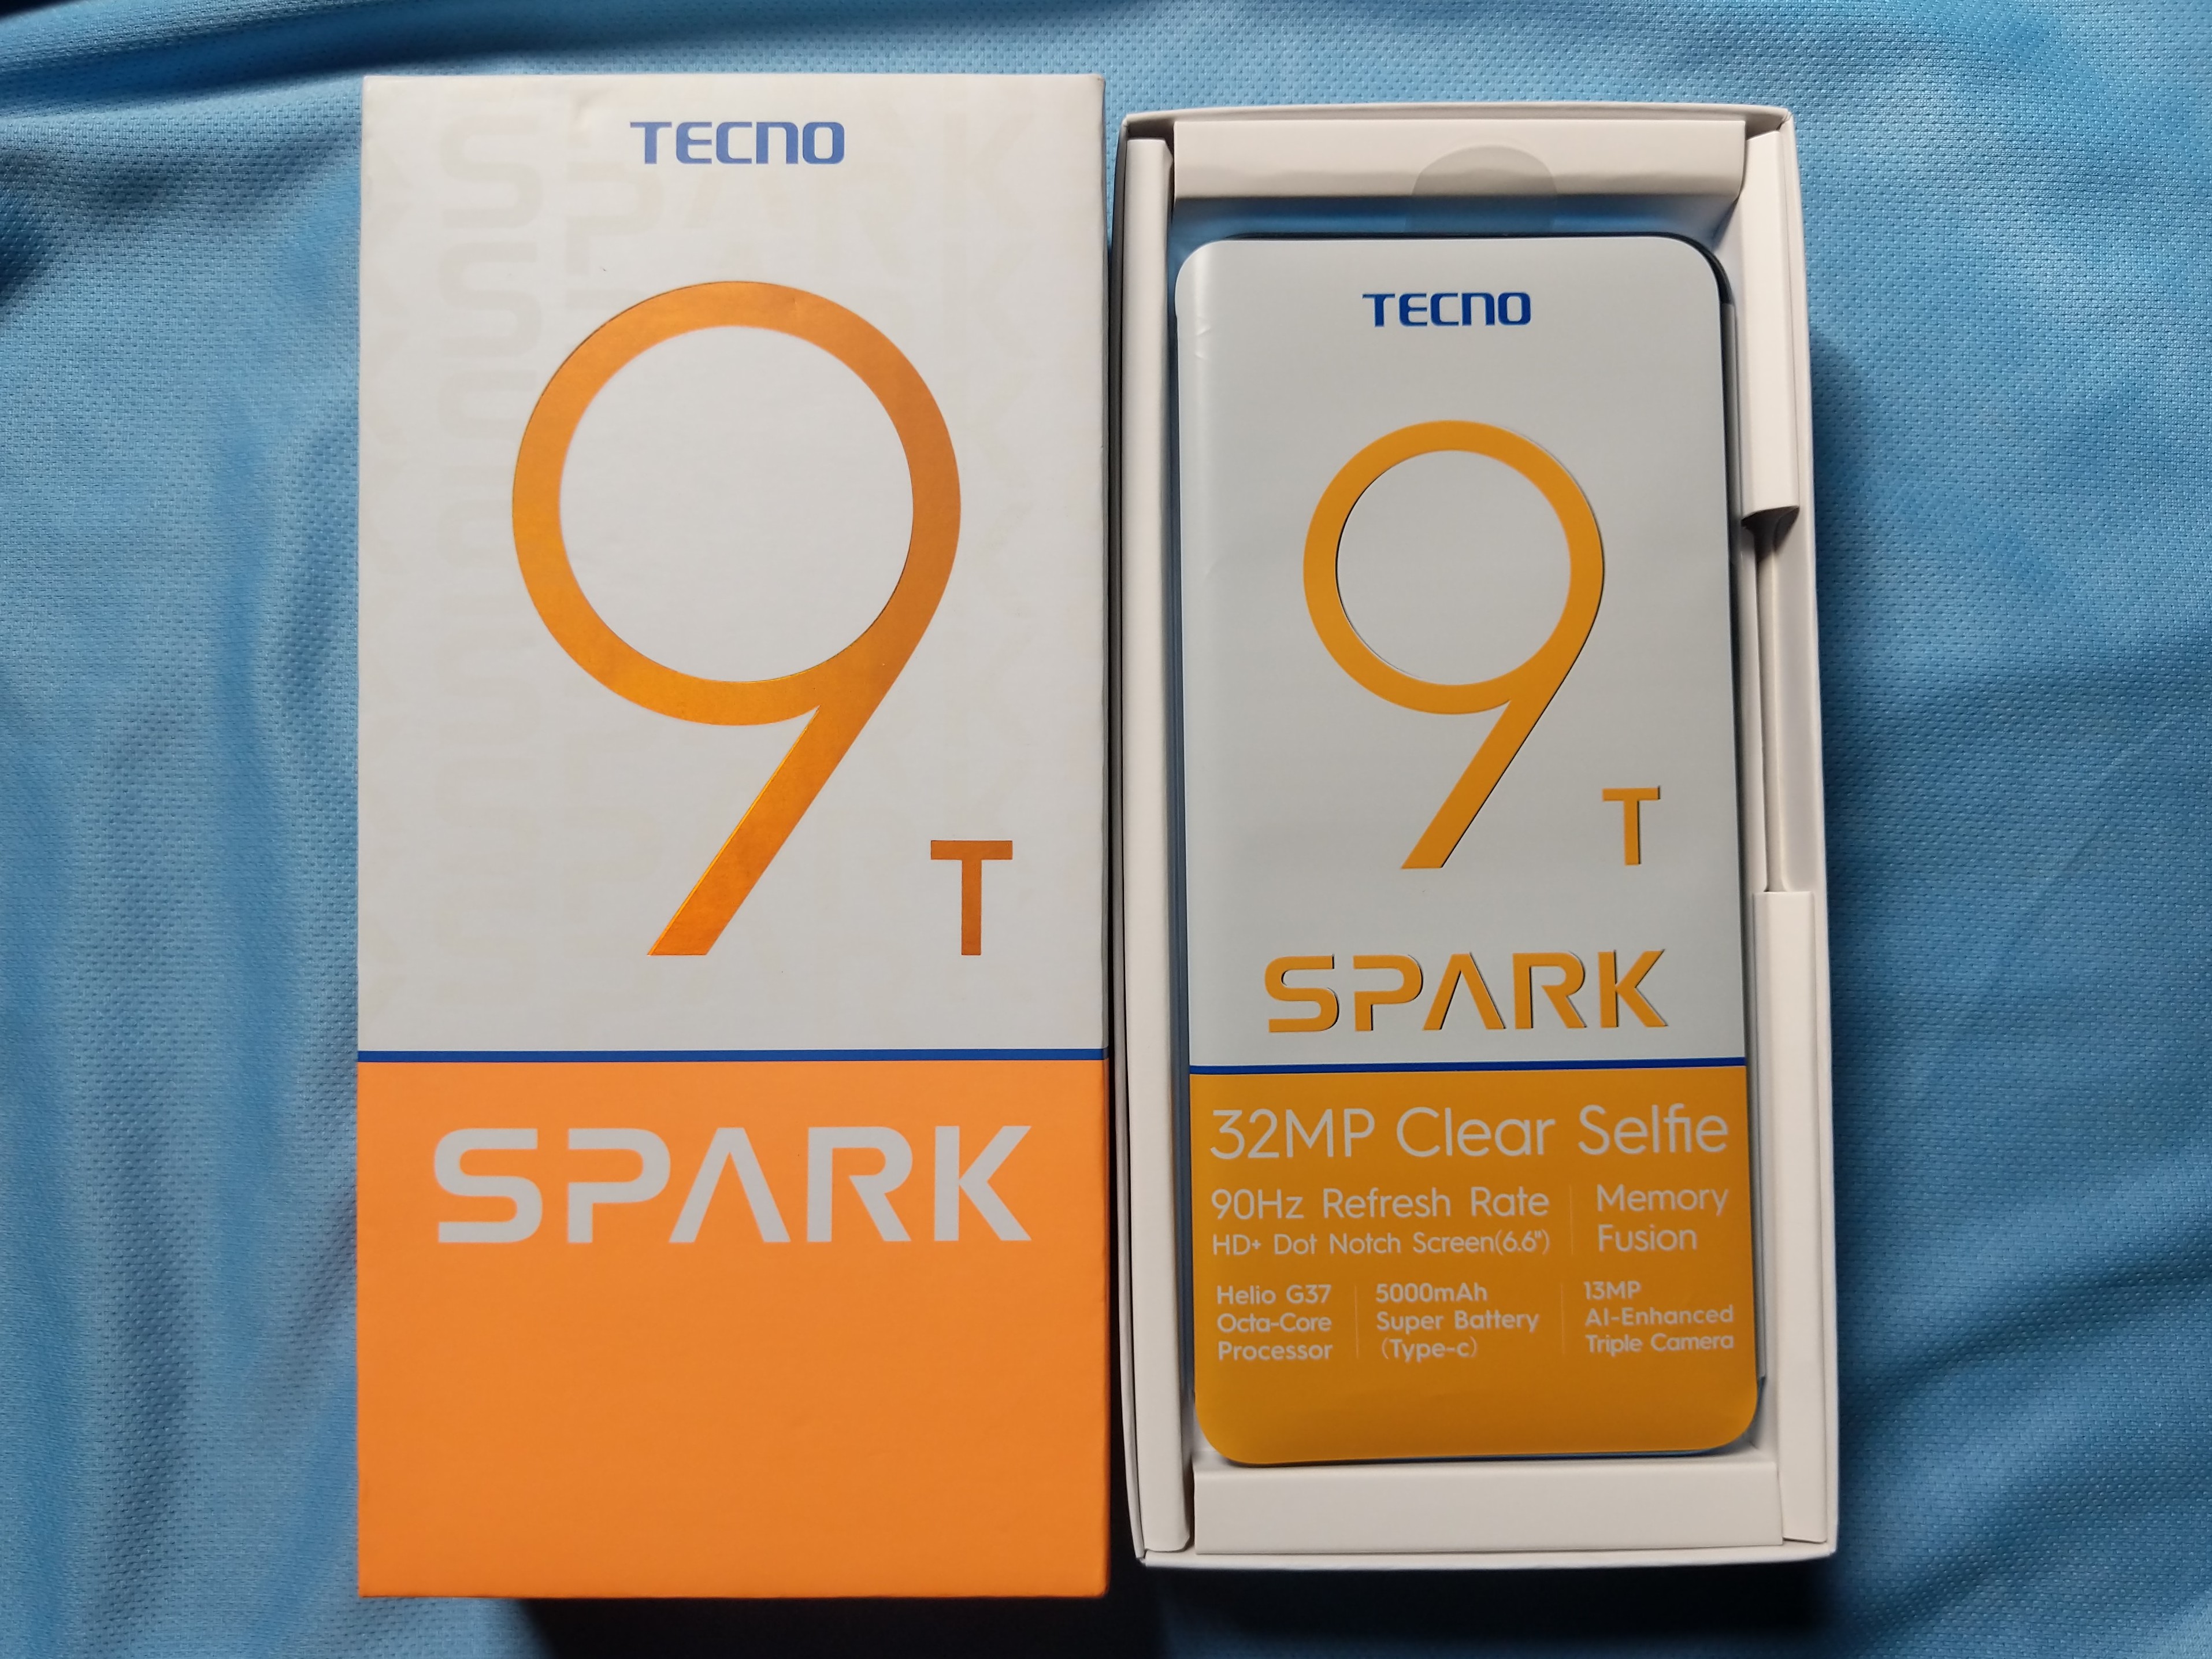 TECNO
9
T
SPARK
TECNO
9
T
SPARK
32MP Clear Selfie
90Hz Refresh Rate
HD+ Dot Notch Screen(6.6")
Memory
Fusion
Helio G37
Octa-Core
Processor
5000mAh
Super Battery
(Type-c)
13MP
AI-Enhanced
Triple Camera